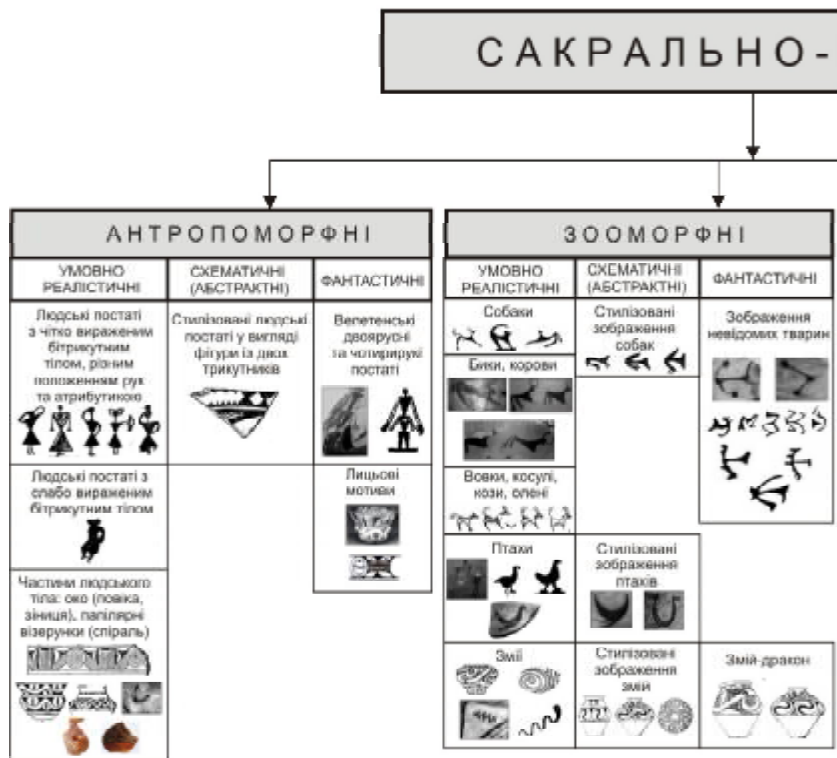 САКРАЛЬНО-
АНТРОПОМОРФНІ
УМОВНО
РЕАЛІСТИЧНІ
СХЕМАТИЧНІ
(АБСТРАКТНІ)
ФАНТАСТИЧНІ
Людські постаті
з чітко вираженим
бітрикутним
тілом, різним
положенням рук
та атрибутикою
Стилізовані людські
постаті у вигляді
фігури із двох
трикутників
Велетенські
двоярусні
та чотирирукі
постаті
Людські постаті з
слабо вираженим
бітрикутним тілом
Лицьові
мотиви
Частини людського
тіла: око (повіка,
зіниця), папілярні
візерунки (спіраль)
ЗООМОРФНІ
УМОВНО
РЕАЛІСТИЧНІ
СХЕМАТИЧНІ
(АБСТРАКТНІ)
ФАНТАСТИЧНІ
Собаки
Стилізовані
зображення
собак
Зображення
невідомих тварин
Бики, корови
Вовки, косулі,
кози, олені
Птахи
Стилізовані
зображення
птахів
Змії
Стилізовані
зображення
змій
Змій-дракон